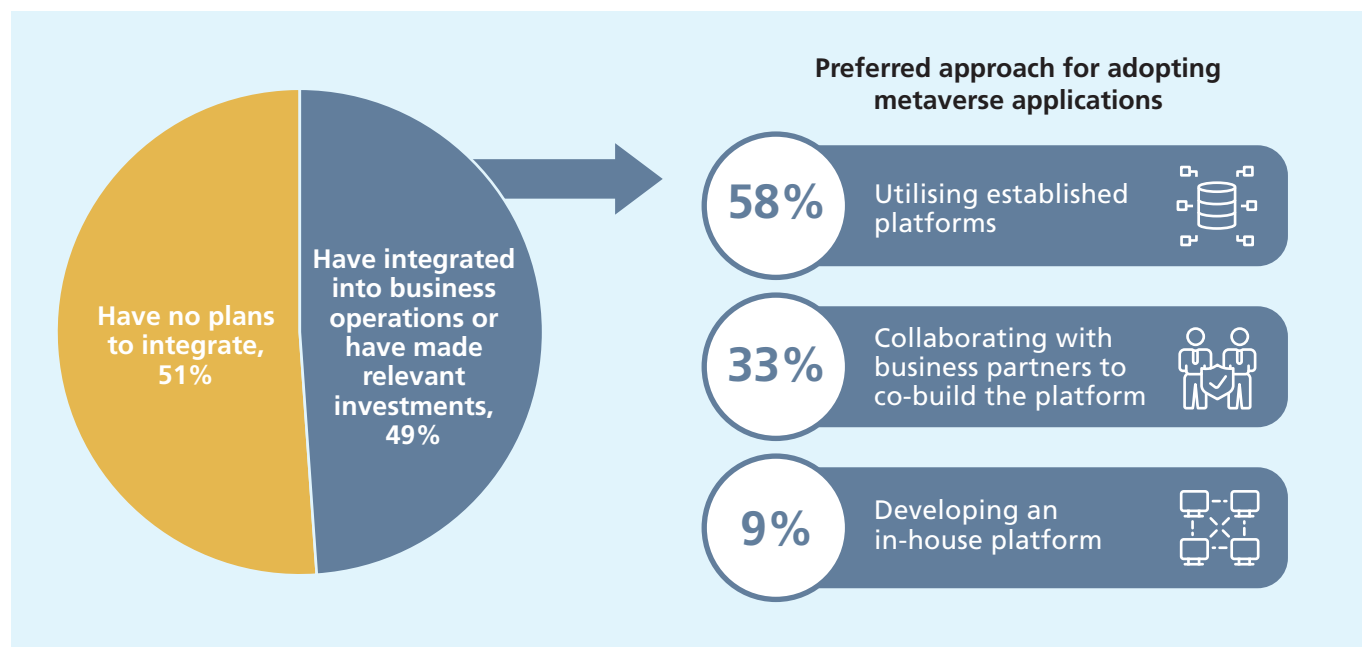 Have no plans
to integrate,
51%
Have integrated
into business
operations or
have made
relevant
investments,
49%
Preferred approach for adopting
metaverse applications
58%
Utilising established
platforms
33%
Collaborating with
business partners to
co-build the platform
9%
Developing an
in-house platform